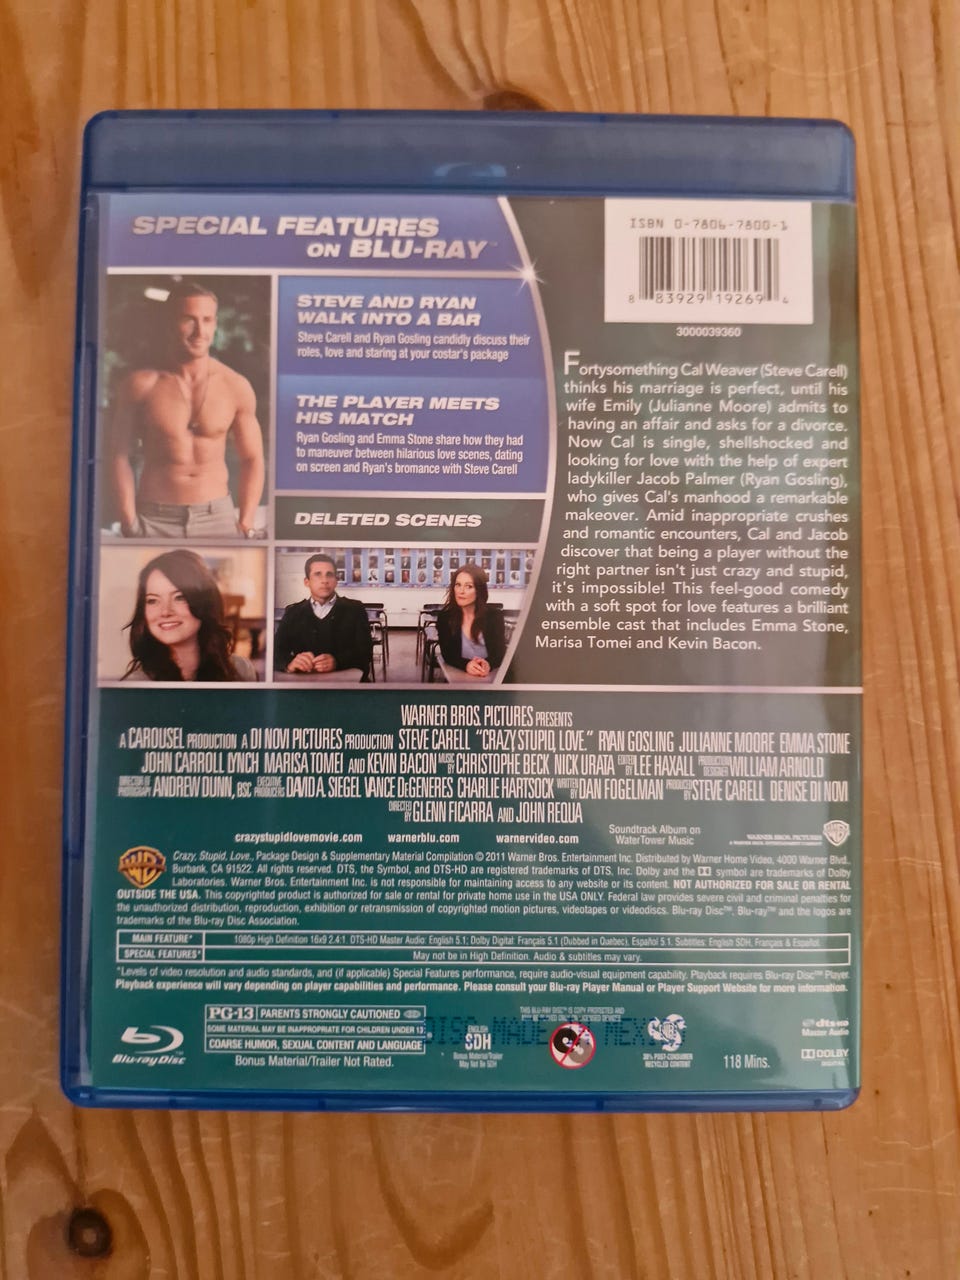 SPECIAL FEATURES
ON BLU-RAY™
STEVE AND RYAN
WALK INTO A BAR
Steve Carell and Ryan Gosling candidly discuss their
roles, love and staring at your costar's package
THE PLAYER MEETS
HIS MATCH
Ryan Gosling and Emma Stone share how they had
to maneuver between hilarious love scenes, dating
on screen and Ryan's bromance with Steve Carell
DELETED SCENES
ISBN 0-7806-7800-1
8 83929 19269 4
3000039360
Fortysomething Cal Weaver (Steve Carell)
thinks his marriage is perfect, until his
wife Emily (Julianne Moore) admits to
having an affair and asks for a divorce.
Now Cal is single, shellshocked and
looking for love with the help of expert
ladykiller Jacob Palmer (Ryan Gosling),
who gives Cal's manhood a remarkable
makeover. Amid inappropriate crushes
and romantic encounters, Cal and Jacob
discover that being a player without the
right partner isn't just crazy and stupid,
it's impossible! This feel-good comedy
with a soft spot for love features a brilliant
ensemble cast that includes Emma Stone,
Marisa Tomei and Kevin Bacon.
WARNER BROS. PICTURES PRESENTS
A CAROUSEL PRODUCTION A DI NOVI PICTURES PRODUCTION STEVE CARELL "CRAZY, STUPID, LOVE." RYAN GOSLING JULIANNE MOORE EMMA STONE
JOHN CARROLL LYNCH MARISA TOMEI AND KEVIN BACON MUSIC BY CHRISTOPHE BECK NICK URATA EDITED BY LEE HAXALL PRODUCTION DESIGNER WILLIAM ARNOLD
DIRECTOR OF PHOTOGRAPHY ANDREW DUNN, BSC EXECUTIVE PRODUCERS DAVID A. SIEGEL VANCE DeGENERES CHARLIE HARTSOCK WRITTEN BY DAN FOGELMAN PRODUCED BY STEVE CARELL DENISE DI NOVI
DIRECTED BY GLENN FICARRA AND JOHN REQUA
crazystupidlovemovie.com warnerblu.com warnervideo.com Soundtrack Album on
WaterTower Music
WARNER BROS. PICTURES
Crazy, Stupid, Love., Package Design & Supplementary Material Compilation © 2011 Warner Bros. Entertainment Inc. Distributed by Warner Home Video, 4000 Warner Blvd.,
Burbank, CA 91522. All rights reserved. DTS, the Symbol, and DTS-HD are registered trademarks of DTS, Inc. Dolby and the symbol are trademarks of Dolby
Laboratories. Warner Bros. Entertainment Inc. is not responsible for maintaining access to any website or its content. NOT AUTHORIZED FOR SALE OR RENTAL
OUTSIDE THE USA. This copyrighted product is authorized for sale or rental for private home use in the USA ONLY. Federal law provides severe civil and criminal penalties for
the unauthorized distribution, reproduction, exhibition or retransmission of copyrighted motion pictures, videotapes or videodiscs. Blu-ray Disc™, Blu-ray™ and the logos are
trademarks of the Blu-ray Disc Association.
MAIN FEATURE* 1080p High Definition 16x9 2.4:1. DTS-HD Master Audio: English 5.1; Dolby Digital: Français 5.1 (Dubbed in Quebec), Español 5.1. Subtitles: English SDH, Français & Español.
SPECIAL FEATURES* May not be in High Definition. Audio & subtitles may vary.
*Levels of video resolution and audio standards, and (if applicable) Special Features performance, require audio-visual equipment capability. Playback requires Blu-ray Disc™ Player.
Playback experience will vary depending on player capabilities and performance. Please consult your Blu-ray Player Manual or Player Support Website for more information.
PG-13 PARENTS STRONGLY CAUTIONED
SOME MATERIAL MAY BE INAPPROPRIATE FOR CHILDREN UNDER 13
COARSE HUMOR, SEXUAL CONTENT AND LANGUAGE
Bonus Material/Trailer Not Rated.
Blu-ray Disc™
DISC MADE IN MEXICO
ENGLISH
SDH
Bonus Material/Trailer
May Not Be SDH
THIS BLU-RAY DISC™ IS COPY PROTECTED AND
30% POST-CONSUMER
RECYCLED CONTENT
118 Mins.
dts-HD
Master Audio
DOLBY
DIGITAL